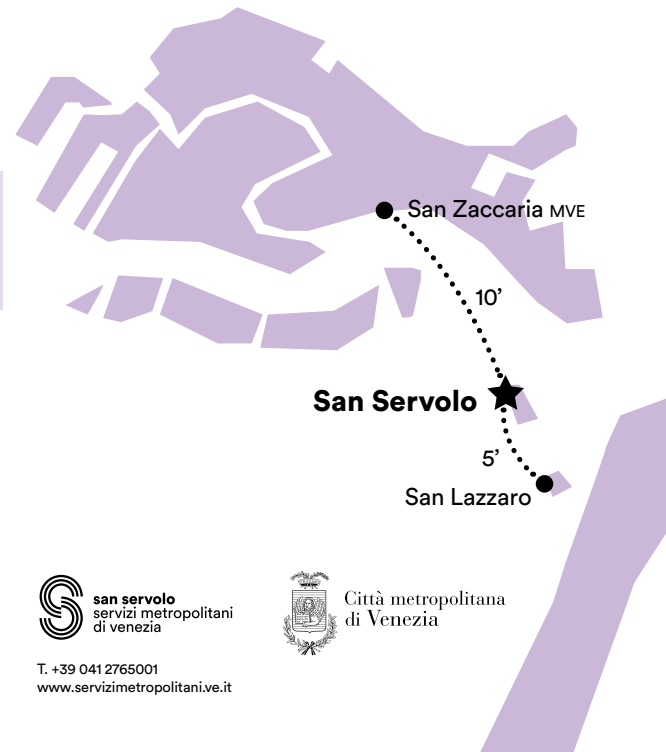 San Zaccaria MVE
10’
San Servolo
5’
San Lazzaro
san servolo
servizi metropolitani
di venezia
Città metropolitana
di Venezia
T. +39 041 2765001
www.servizimetropolitani.ve.it